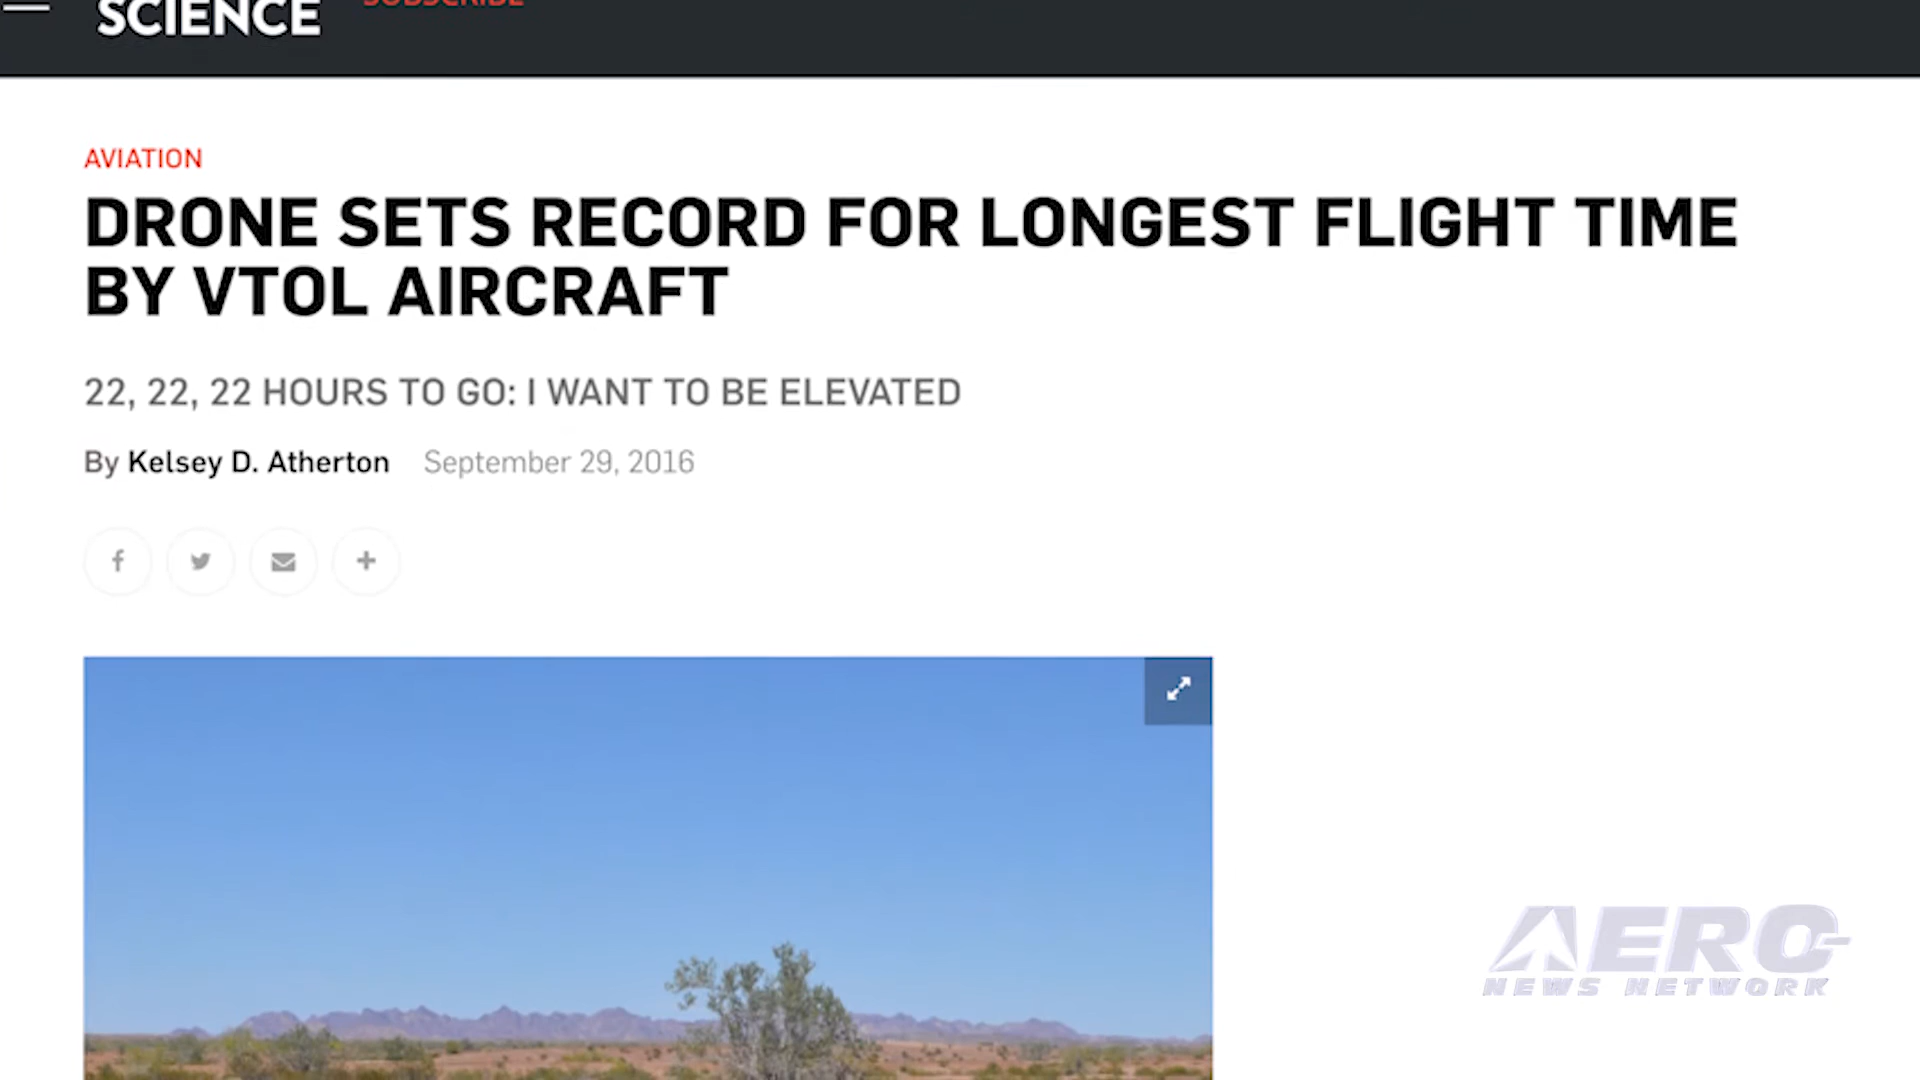 SCIENCE
SUBSCRIBE
AVIATION
DRONE SETS RECORD FOR LONGEST FLIGHT TIME
BY VTOL AIRCRAFT
22, 22, 22 HOURS TO GO: I WANT TO BE ELEVATED
By Kelsey D. Atherton September 29, 2016
AERO
NEWS NETWORK